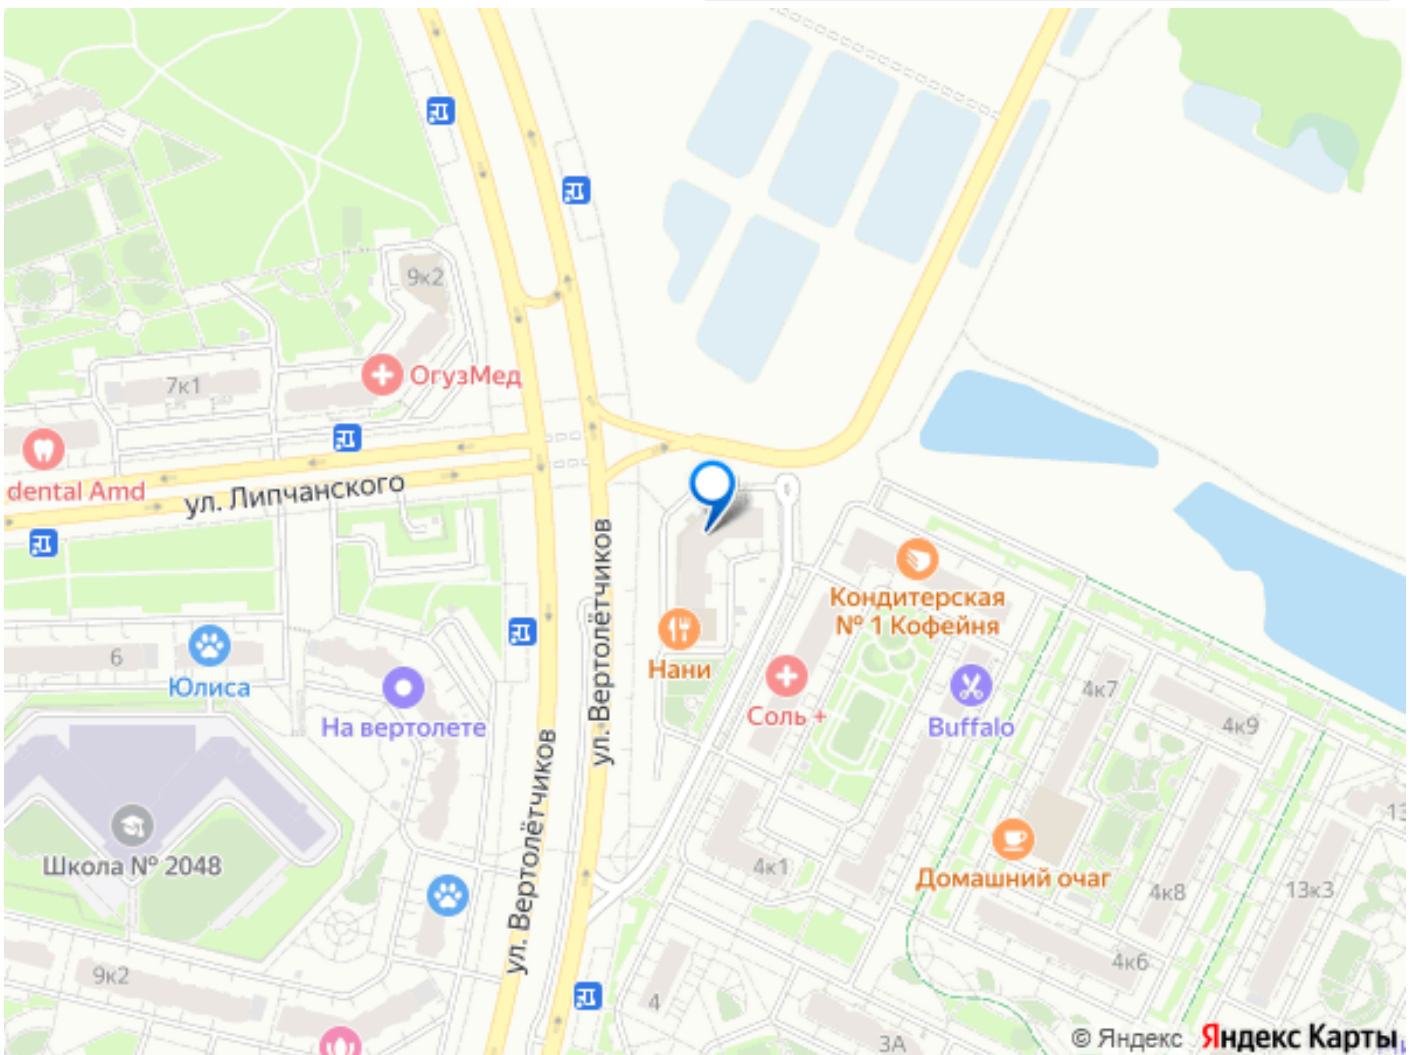 9к2
ОгузМед
7к1
dental Amd
ул. Липчанского
ул. Вертолётчиков
Кондитерская
№ 1 Кофейня
Нани
6
Юлиса
На вертолете
Соль +
Buffalo
4к7
4к9
ул. Вертолётчиков
Школа № 2048
4к1
Домашний очаг
4к8
13к3
9к2
4к6
4
3А
13
© Яндекс Яндекс Карты